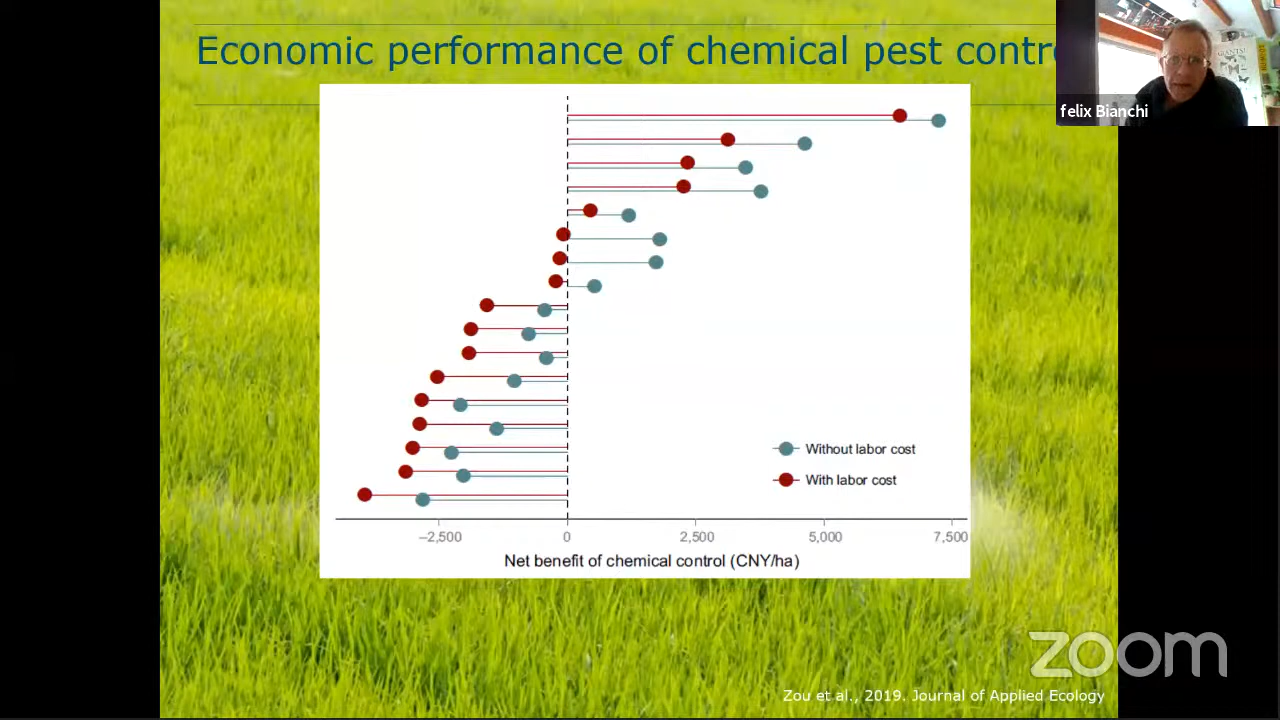 Economic performance of chemical pest contr
felix Bianchi
Without labor cost
With labor cost
–2,500 0 2,500 5,000 7,500
Net benefit of chemical control (CNY/ha)
zoom
Zou et al., 2019. Journal of Applied Ecology